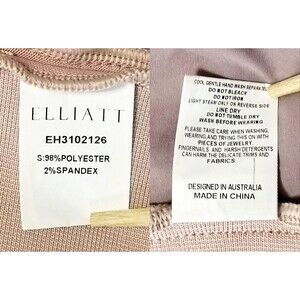 ELLIATT
EH3102126
S:98%POLYESTER
2%SPANDEX
COOL GENTLE HAND WASH SEPARATELY
DO NOT BLEACH
DO NOT IRON
LIGHT STEAM ONLY OR REVERSE SIDE
LINE DRY
DO NOT TUMBLE DRY
WASH BEFORE WEARING
PLEASE TAKE CARE WHEN WASHING,
WEARING, AND TRYING THIS WITH
PIECES OF JEWELRY
FINGERNAILS AND HARSH DETERGENTS
CAN HARM THE DELICATE TRIMS AND
FABRICS
DESIGNED IN AUSTRALIA
MADE IN CHINA